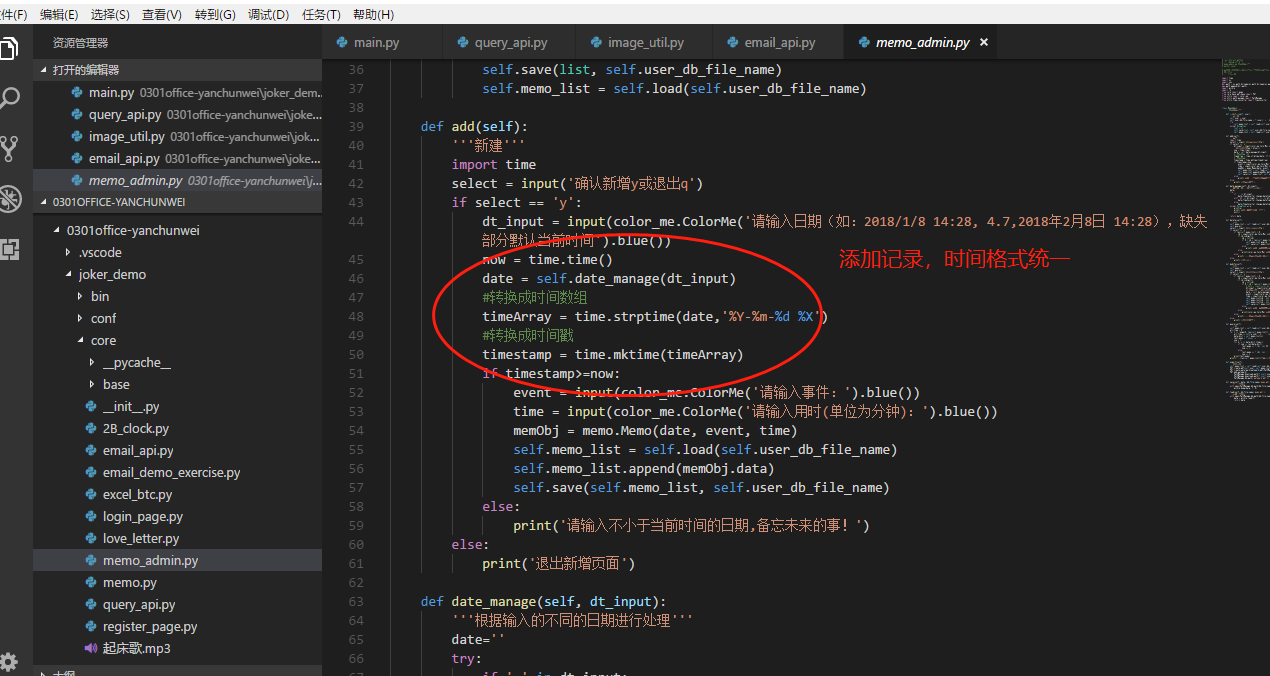 件(F) 编辑(E) 选择(S) 查看(V) 转到(G) 调试(D) 任务(T) 帮助(H)
资源管理器
打开的编辑器
main.py 0301office-yanchunwei\joker_dem...
query_api.py 0301office-yanchunwei\joke...
image_util.py 0301office-yanchunwei\jok...
email_api.py 0301office-yanchunwei\joke...
memo_admin.py 0301office-yanchunwei\j...
0301OFFICE-YANCHUNWEI
0301office-yanchunwei
.vscode
joker_demo
bin
conf
core
__pycache__
base
__init__.py
2B_clock.py
email_api.py
email_demo_exercise.py
excel_btc.py
login_page.py
love_letter.py
memo_admin.py
memo.py
query_api.py
register_page.py
起床歌.mp3
大纲
main.py query_api.py image_util.py email_api.py memo_admin.py ×
36 self.save(list, self.user_db_file_name)
37 self.memo_list = self.load(self.user_db_file_name)
38
39 def add(self):
40 '''新建'''
41 import time
42 select = input('确认新增y或退出q')
43 if select == 'y':
44 dt_input = input(color_me.ColorMe('请输入日期（如：2018/1/8 14:28, 4.7,2018年2月8日 14:28），缺失
部分默认当前时间').blue())
45 now = time.time()
46 date = self.date_manage(dt_input)
47 #转换成时间数组
48 timeArray = time.strptime(date,'%Y-%m-%d %X')
49 #转换成时间戳
50 timestamp = time.mktime(timeArray)
51 if timestamp>=now:
52 event = input(color_me.ColorMe('请输入事件：').blue())
53 time = input(color_me.ColorMe('请输入用时(单位为分钟)：').blue())
54 memObj = memo.Memo(date, event, time)
55 self.memo_list = self.load(self.user_db_file_name)
56 self.memo_list.append(memObj.data)
57 self.save(self.memo_list, self.user_db_file_name)
58 else:
59 print('请输入不小于当前时间的日期,备忘未来的事！')
60 else:
61 print('退出新增页面')
62
63 def date_manage(self, dt_input):
64 '''根据输入的不同的日期进行处理'''
65 date=''
66 try:
添加记录，时间格式统一